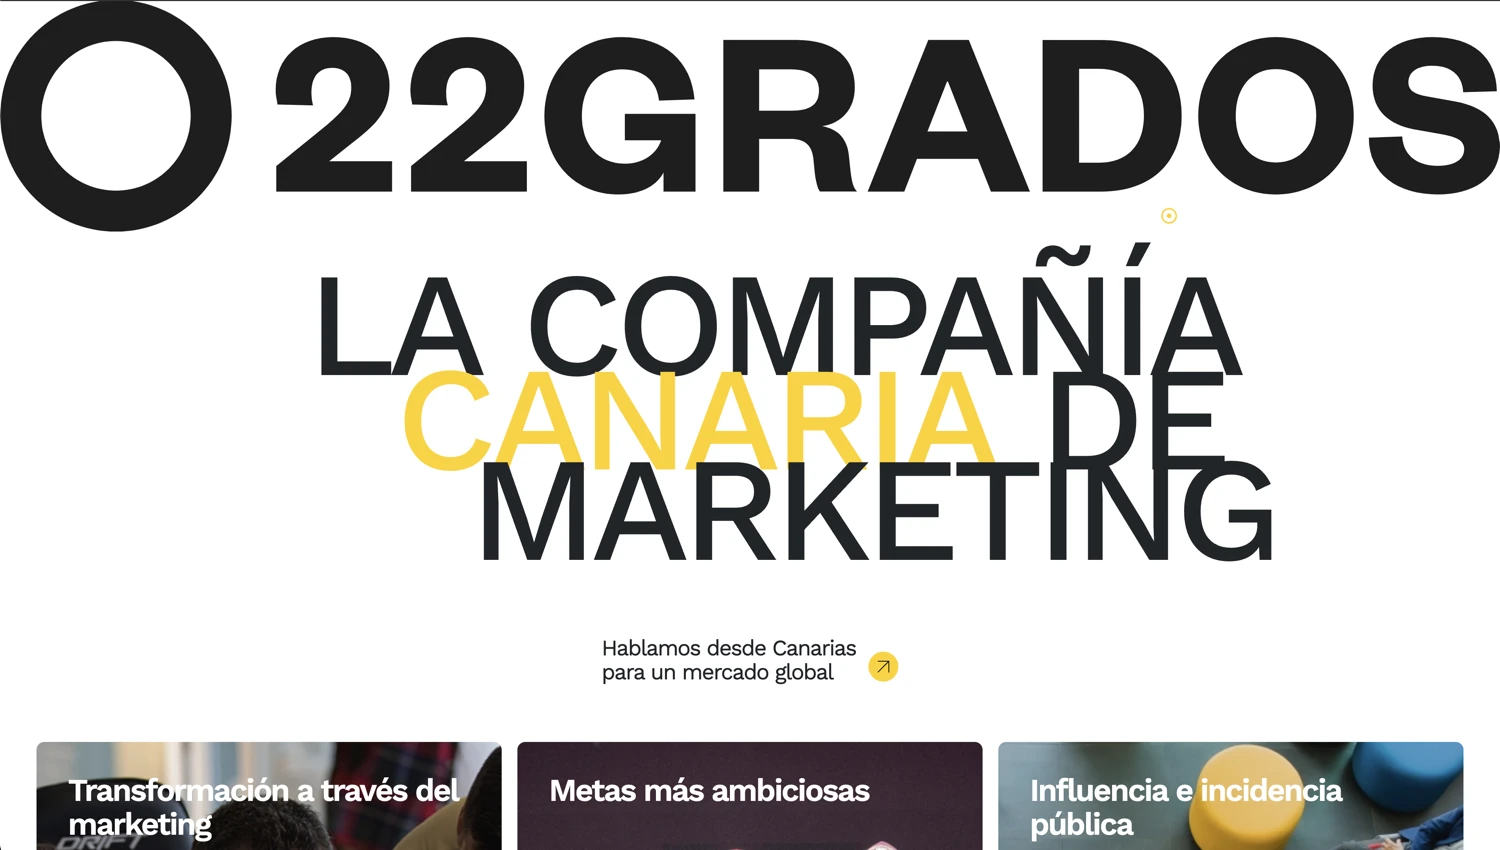 22GRADOS
LA COMPAÑÍA
CANARIA DE
MARKETING
Hablamos desde Canarias
para un mercado global
Transformación a través del
marketing
Metas más ambiciosas
Influencia e incidencia
pública
DRIFT